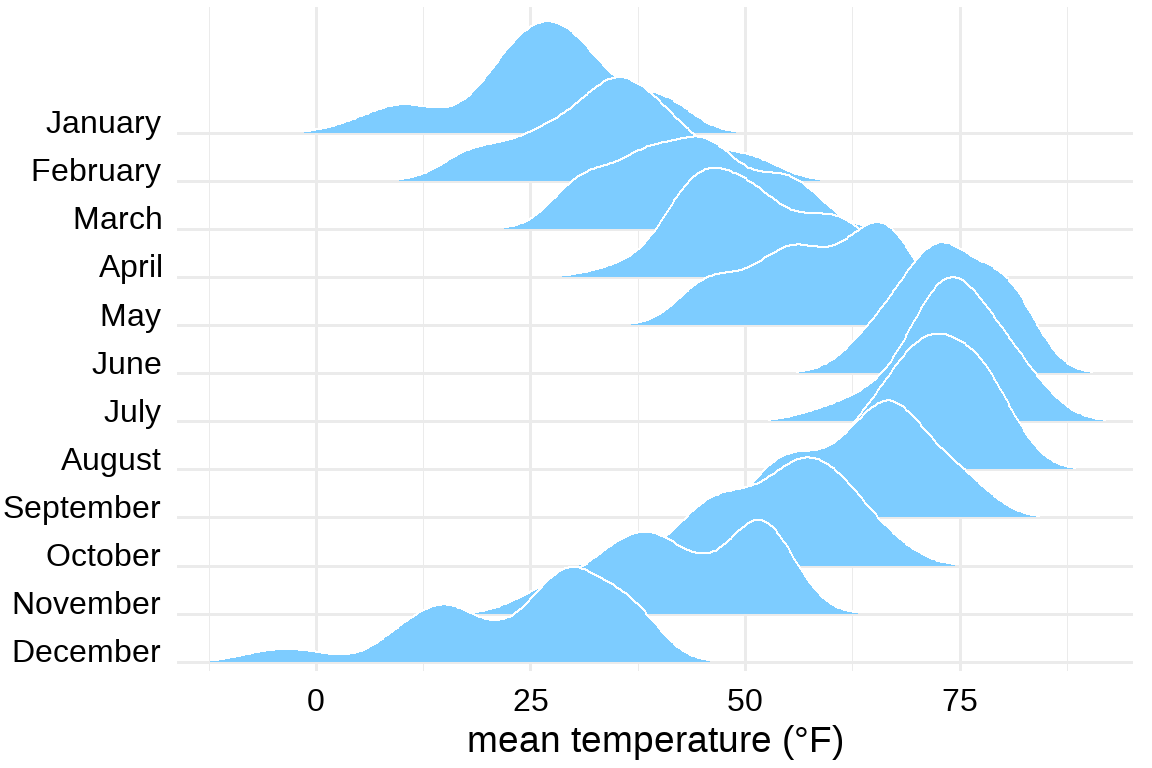 January
February
March
April
May
June
July
August
September
October
November
December
0 25 50 75
mean temperature (°F)